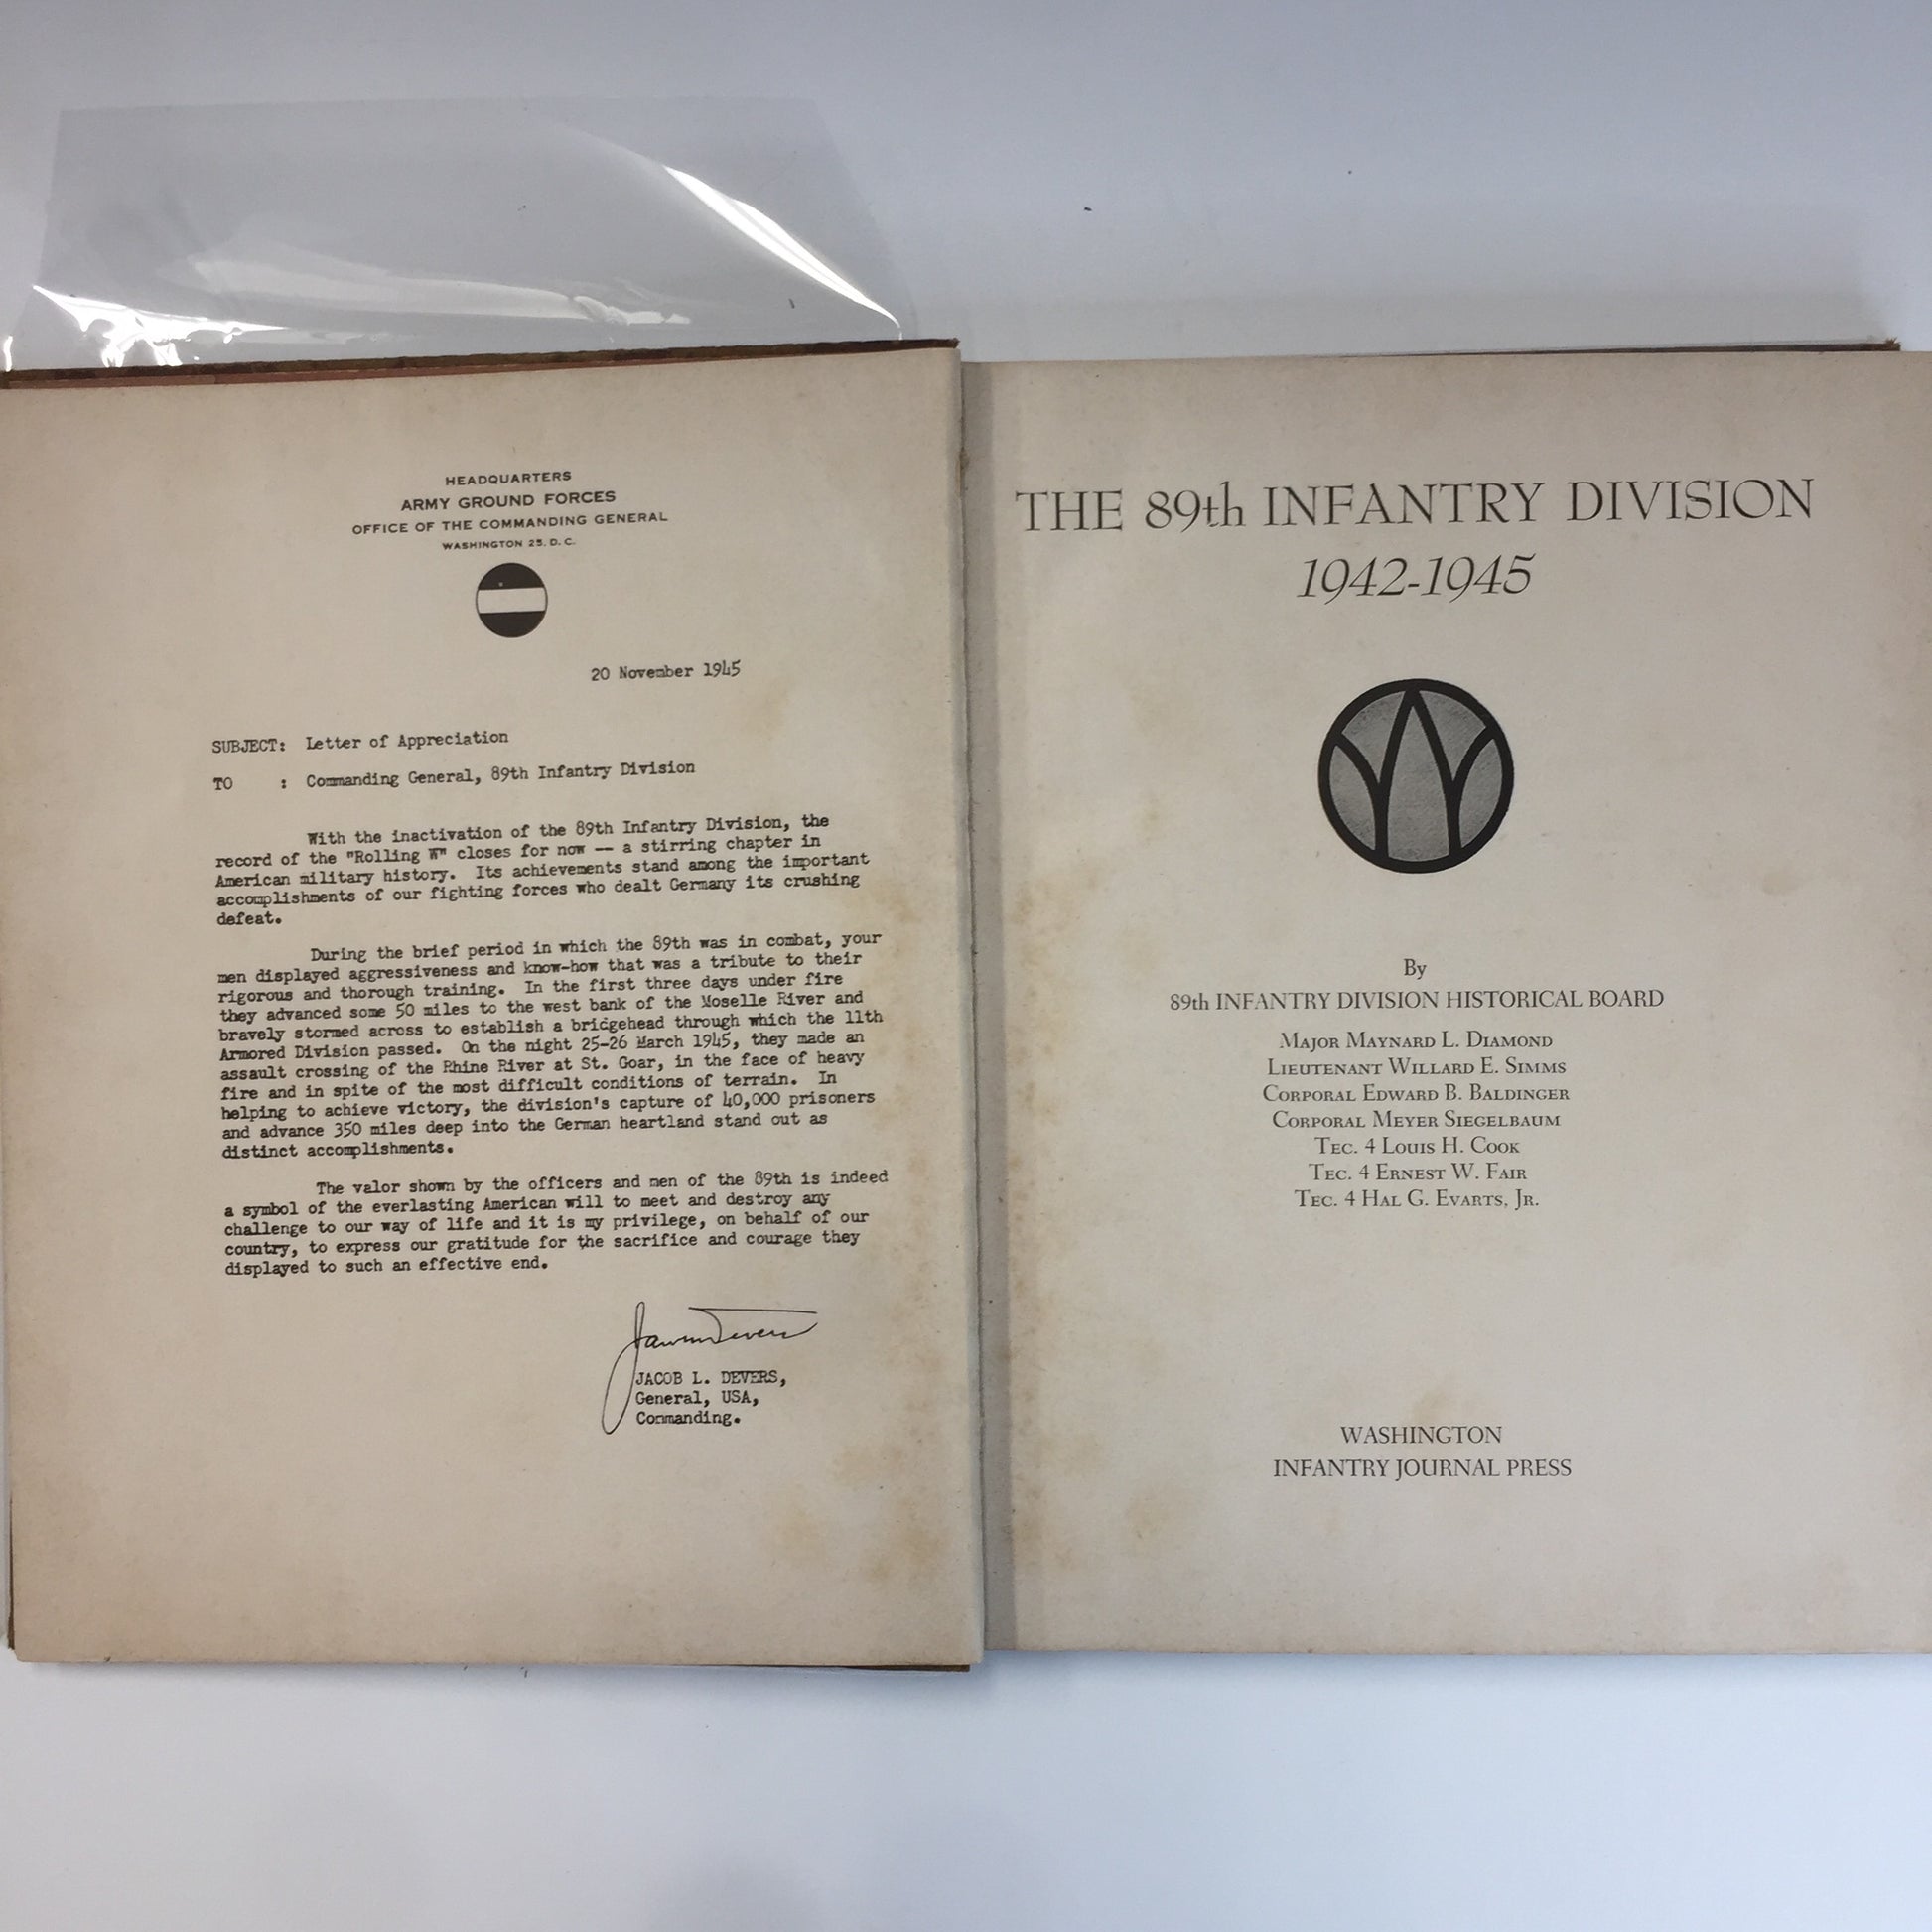 HEADQUARTERS
ARMY GROUND FORCES
OFFICE OF THE COMMANDING GENERAL
WASHINGTON 25, D. C.
20 November 1945
SUBJECT: Letter of Appreciation
TO : Commanding General, 89th Infantry Division
With the inactivation of the 89th Infantry Division, the
record of the "Rolling W" closes for now -- a stirring chapter in
American military history. Its achievements stand among the important
accomplishments of our fighting forces who dealt Germany its crushing
defeat.
During the brief period in which the 89th was in combat, your
men displayed aggressiveness and know-how that was a tribute to their
rigorous and thorough training. In the first three days under fire
they advanced some 50 miles to the west bank of the Moselle River and
bravely stormed across to establish a bridgehead through which the 11th
Armored Division passed. On the night 25-26 March 1945, they made an
assault crossing of the Rhine River at St. Goar, in the face of heavy
fire and in spite of the most difficult conditions of terrain. In
helping to achieve victory, the division's capture of 40,000 prisoners
and advance 350 miles deep into the German heartland stand out as
distinct accomplishments.
The valor shown by the officers and men of the 89th is indeed
a symbol of the everlasting American will to meet and destroy any
challenge to our way of life and it is my privilege, on behalf of our
country, to express our gratitude for the sacrifice and courage they
displayed to such an effective end.
JACOB L. DEVERS,
General, USA,
Commanding.
THE 89th INFANTRY DIVISION
1942-1945
By
89th INFANTRY DIVISION HISTORICAL BOARD
MAJOR MAYNARD L. DIAMOND
LIEUTENANT WILLARD E. SIMMS
CORPORAL EDWARD B. BALDINGER
CORPORAL MEYER SIEGELBAUM
TEC. 4 LOUIS H. COOK
TEC. 4 ERNEST W. FAIR
TEC. 4 HAL G. EVARTS, JR.
WASHINGTON
INFANTRY JOURNAL PRESS